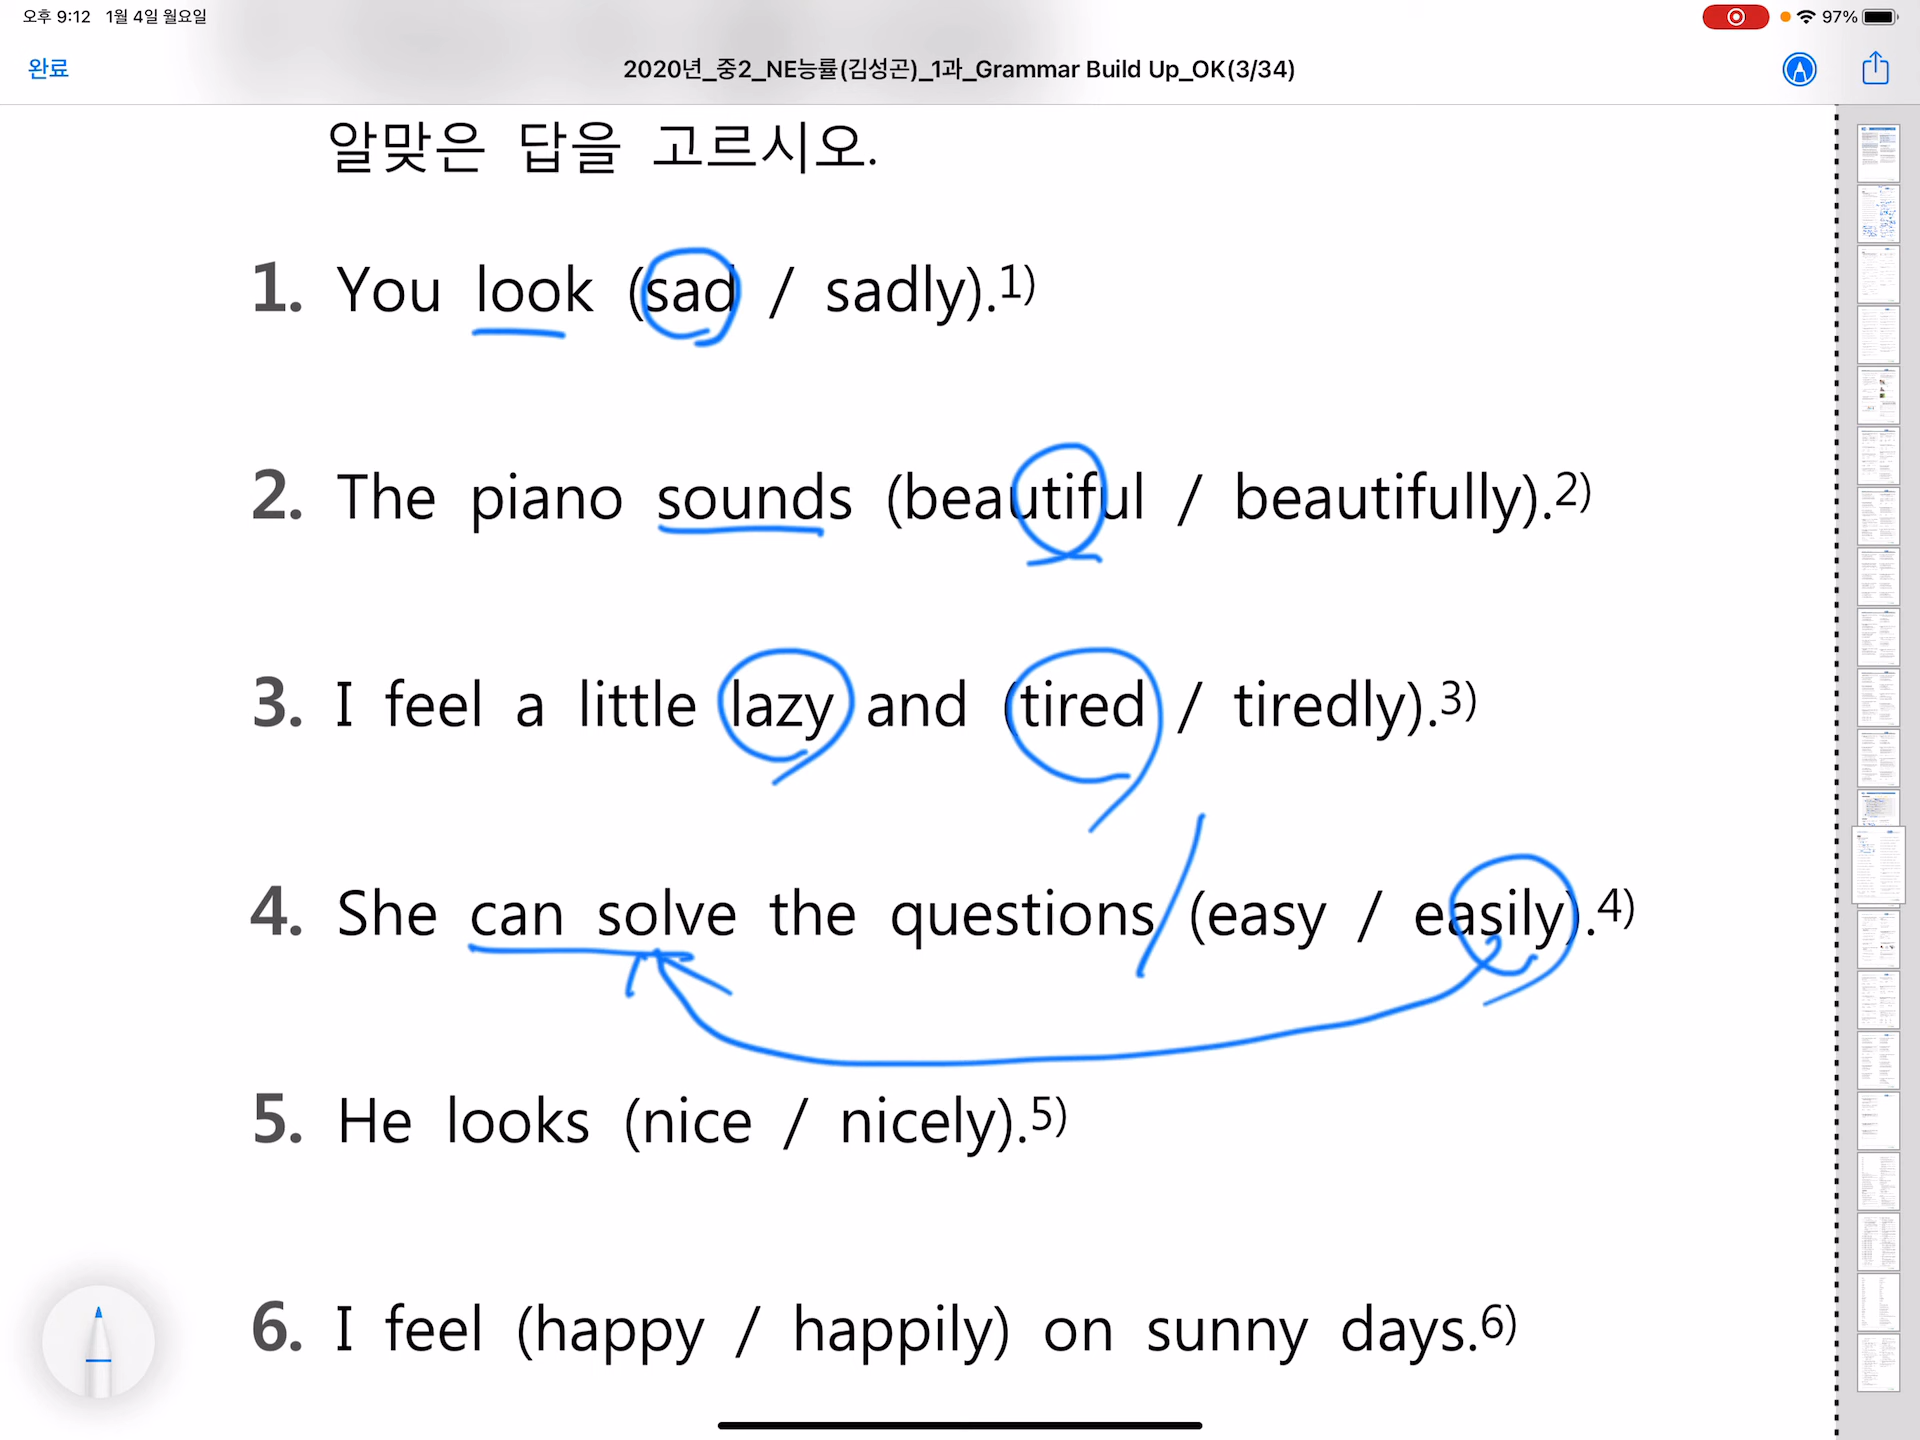 오후 9:12 1월 4일 월요일
97%
완료
2020년_중2_NE능률(김성곤)_1과_Grammar Build Up_OK(3/34)
알맞은 답을 고르시오.
1. You look (sad / sadly).1)
2. The piano sounds (beautiful / beautifully).2)
3. I feel a little lazy and (tired / tiredly).3)
4. She can solve the questions (easy / easily).4)
5. He looks (nice / nicely).5)
6. I feel (happy / happily) on sunny days.6)